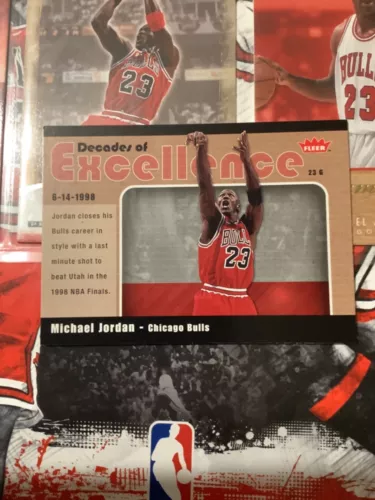 23
BULLS
23
Decades of
FLEER
Excellence
23 G
6-14-1998
Jordan closes his
Bulls career in
style with a last
minute shot to
beat Utah in the
1998 NBA Finals.
BULLS
23
Michael Jordan - Chicago Bulls